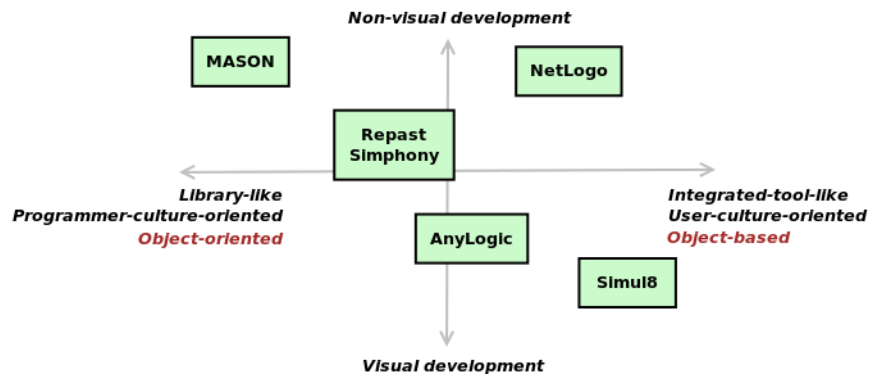 Non-visual development
MASON
NetLogo
Repast
Simphony
Library-like
Programmer-culture-oriented
Object-oriented
Integrated-tool-like
User-culture-oriented
Object-based
AnyLogic
Simul8
Visual development